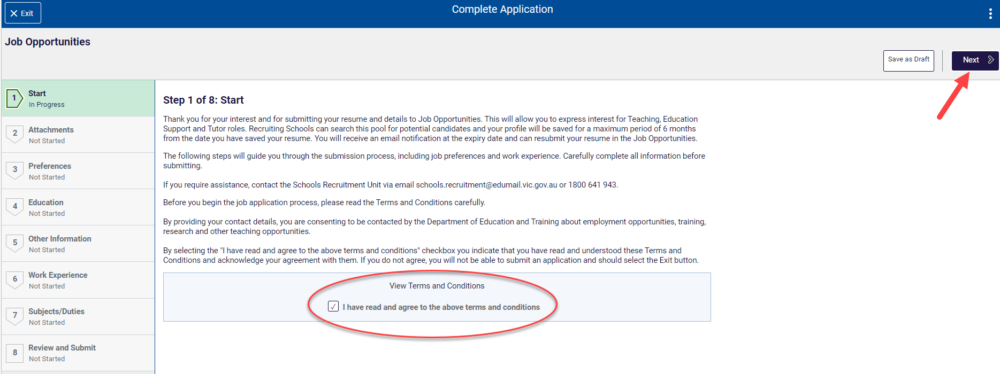 Exit
Complete Application
Job Opportunities
Save as Draft
Next
1
Start
In Progress
2
Attachments
Not Started
3
Preferences
Not Started
4
Education
Not Started
5
Other Information
Not Started
6
Work Experience
Not Started
7
Subjects/Duties
Not Started
8
Review and Submit
Not Started
Step 1 of 8: Start
Thank you for your interest and for submitting your resume and details to Job Opportunities. This will allow you to express interest for Teaching, Education
Support and Tutor roles. Recruiting Schools can search this pool for potential candidates and your profile will be saved for a maximum period of 6 months
from the date you have saved your resume. You will receive an email notification at the expiry date and can resubmit your resume in the Job Opportunities.
The following steps will guide you through the submission process, including job preferences and work experience. Carefully complete all information before
submitting.
If you require assistance, contact the Schools Recruitment Unit via email schools.recruitment@edumail.vic.gov.au or 1800 641 943.
Before you begin the job application process, please read the Terms and Conditions carefully.
By providing your contact details, you are consenting to be contacted by the Department of Education and Training about employment opportunities, training,
research and other teaching opportunities.
By selecting the "I have read and agree to the above terms and conditions" checkbox you indicate that you have read and understood these Terms and
Conditions and acknowledge your agreement with them. If you do not agree, you will not be able to submit an application and should select the Exit button.
View Terms and Conditions
I have read and agree to the above terms and conditions